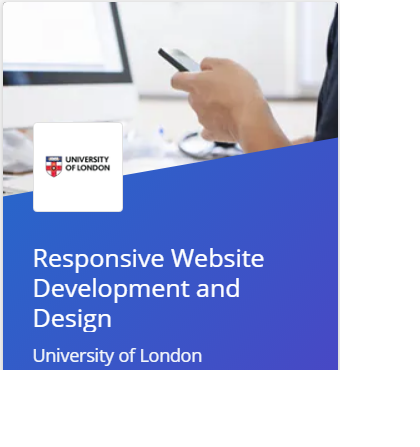 UNIVERSITY
OF LONDON
Responsive Website
Development and
Design
University of London